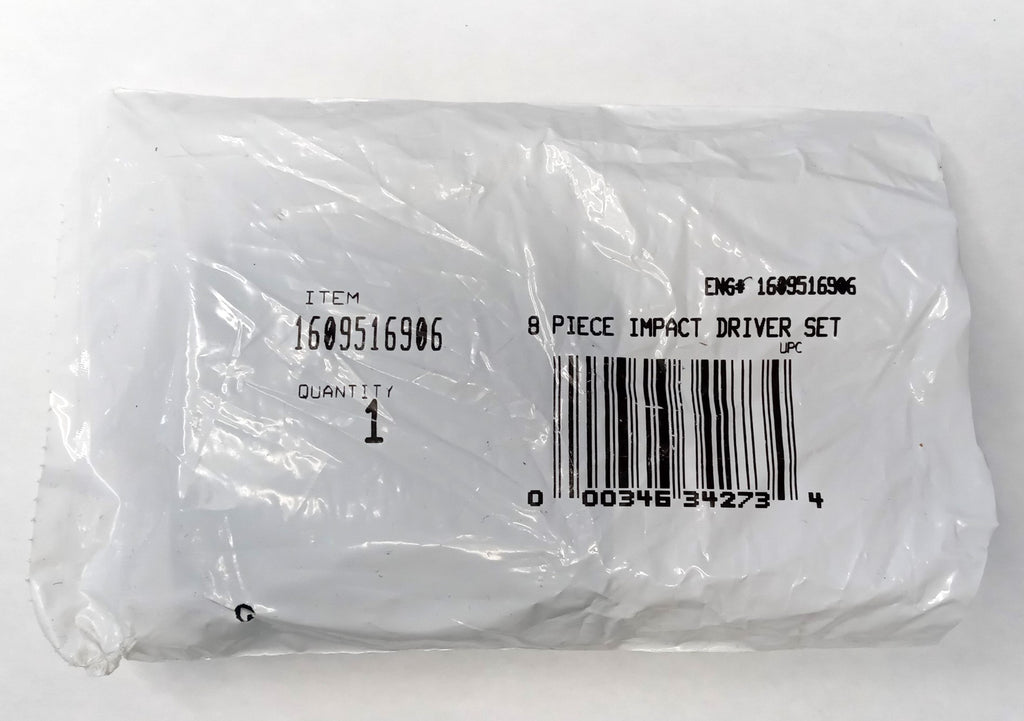 ITEM
1609516906
QUANTITY
1
ENG# 1609516906
8 PIECE IMPACT DRIVER SET
UPC
0 00346 34273 4
C